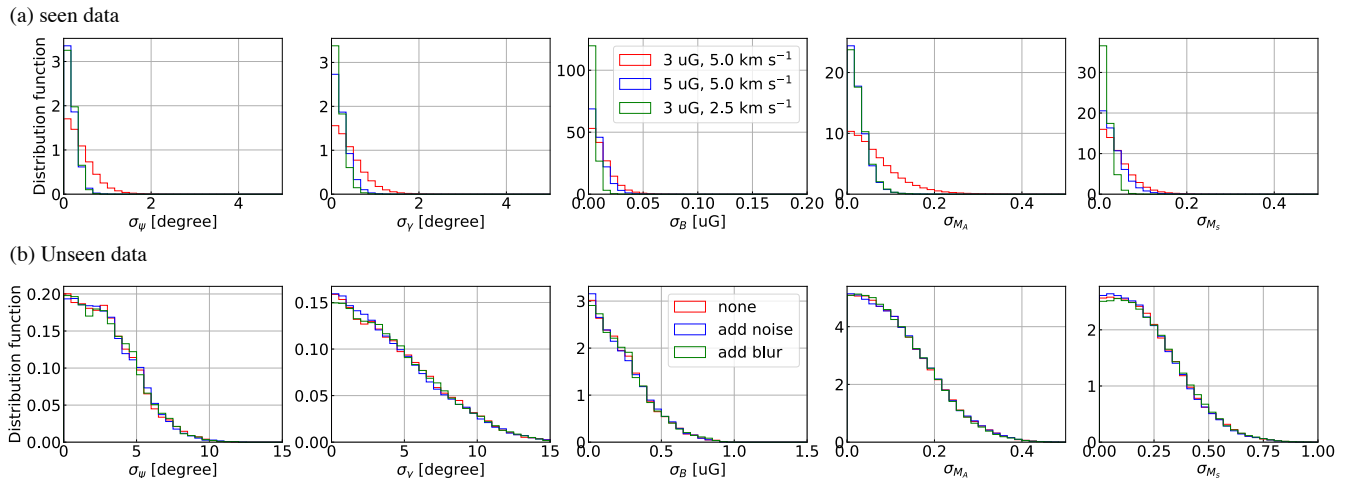 (a) seen data
Distribution function
0 1 2 3
0 2 4
σψ [degree]
0 1 2 3
0 2 4
σγ [degree]
0 50 100
0.00 0.05 0.10 0.15 0.20
σB [uG]
3 uG, 5.0 km s⁻¹
5 uG, 5.0 km s⁻¹
3 uG, 2.5 km s⁻¹
0 10 20
0.0 0.2 0.4
σMA
0 10 20 30
0.0 0.2 0.4
σMs
(b) Unseen data
Distribution function
0.00 0.05 0.10 0.15 0.20
0 5 10 15
σψ [degree]
0.00 0.05 0.10 0.15
0 5 10 15
σγ [degree]
0 1 2 3
0.0 0.5 1.0 1.5
σB [uG]
none
add noise
add blur
0 2 4
0.0 0.2 0.4
σMA
0 1 2
0.00 0.25 0.50 0.75 1.00
σMs